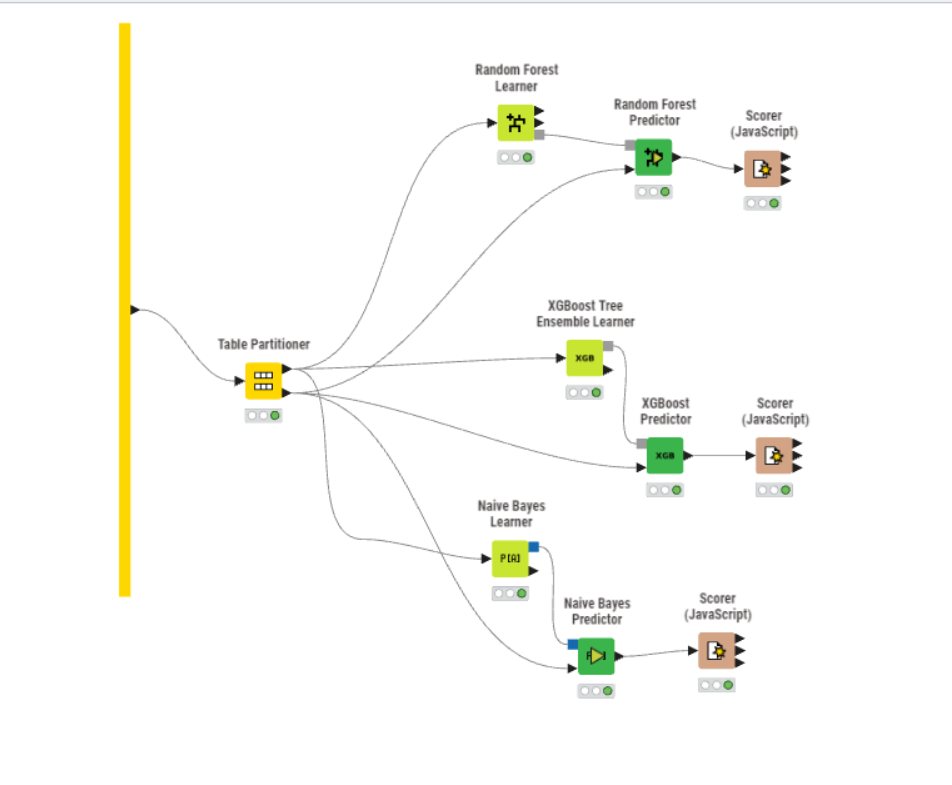 Random Forest
Learner
Random Forest
Predictor
Scorer
(JavaScript)
XGBoost Tree
Ensemble Learner
Table Partitioner
XGB
XGBoost
Predictor
Scorer
(JavaScript)
XGB
Naive Bayes
Learner
P[A]
Naive Bayes
Predictor
Scorer
(JavaScript)